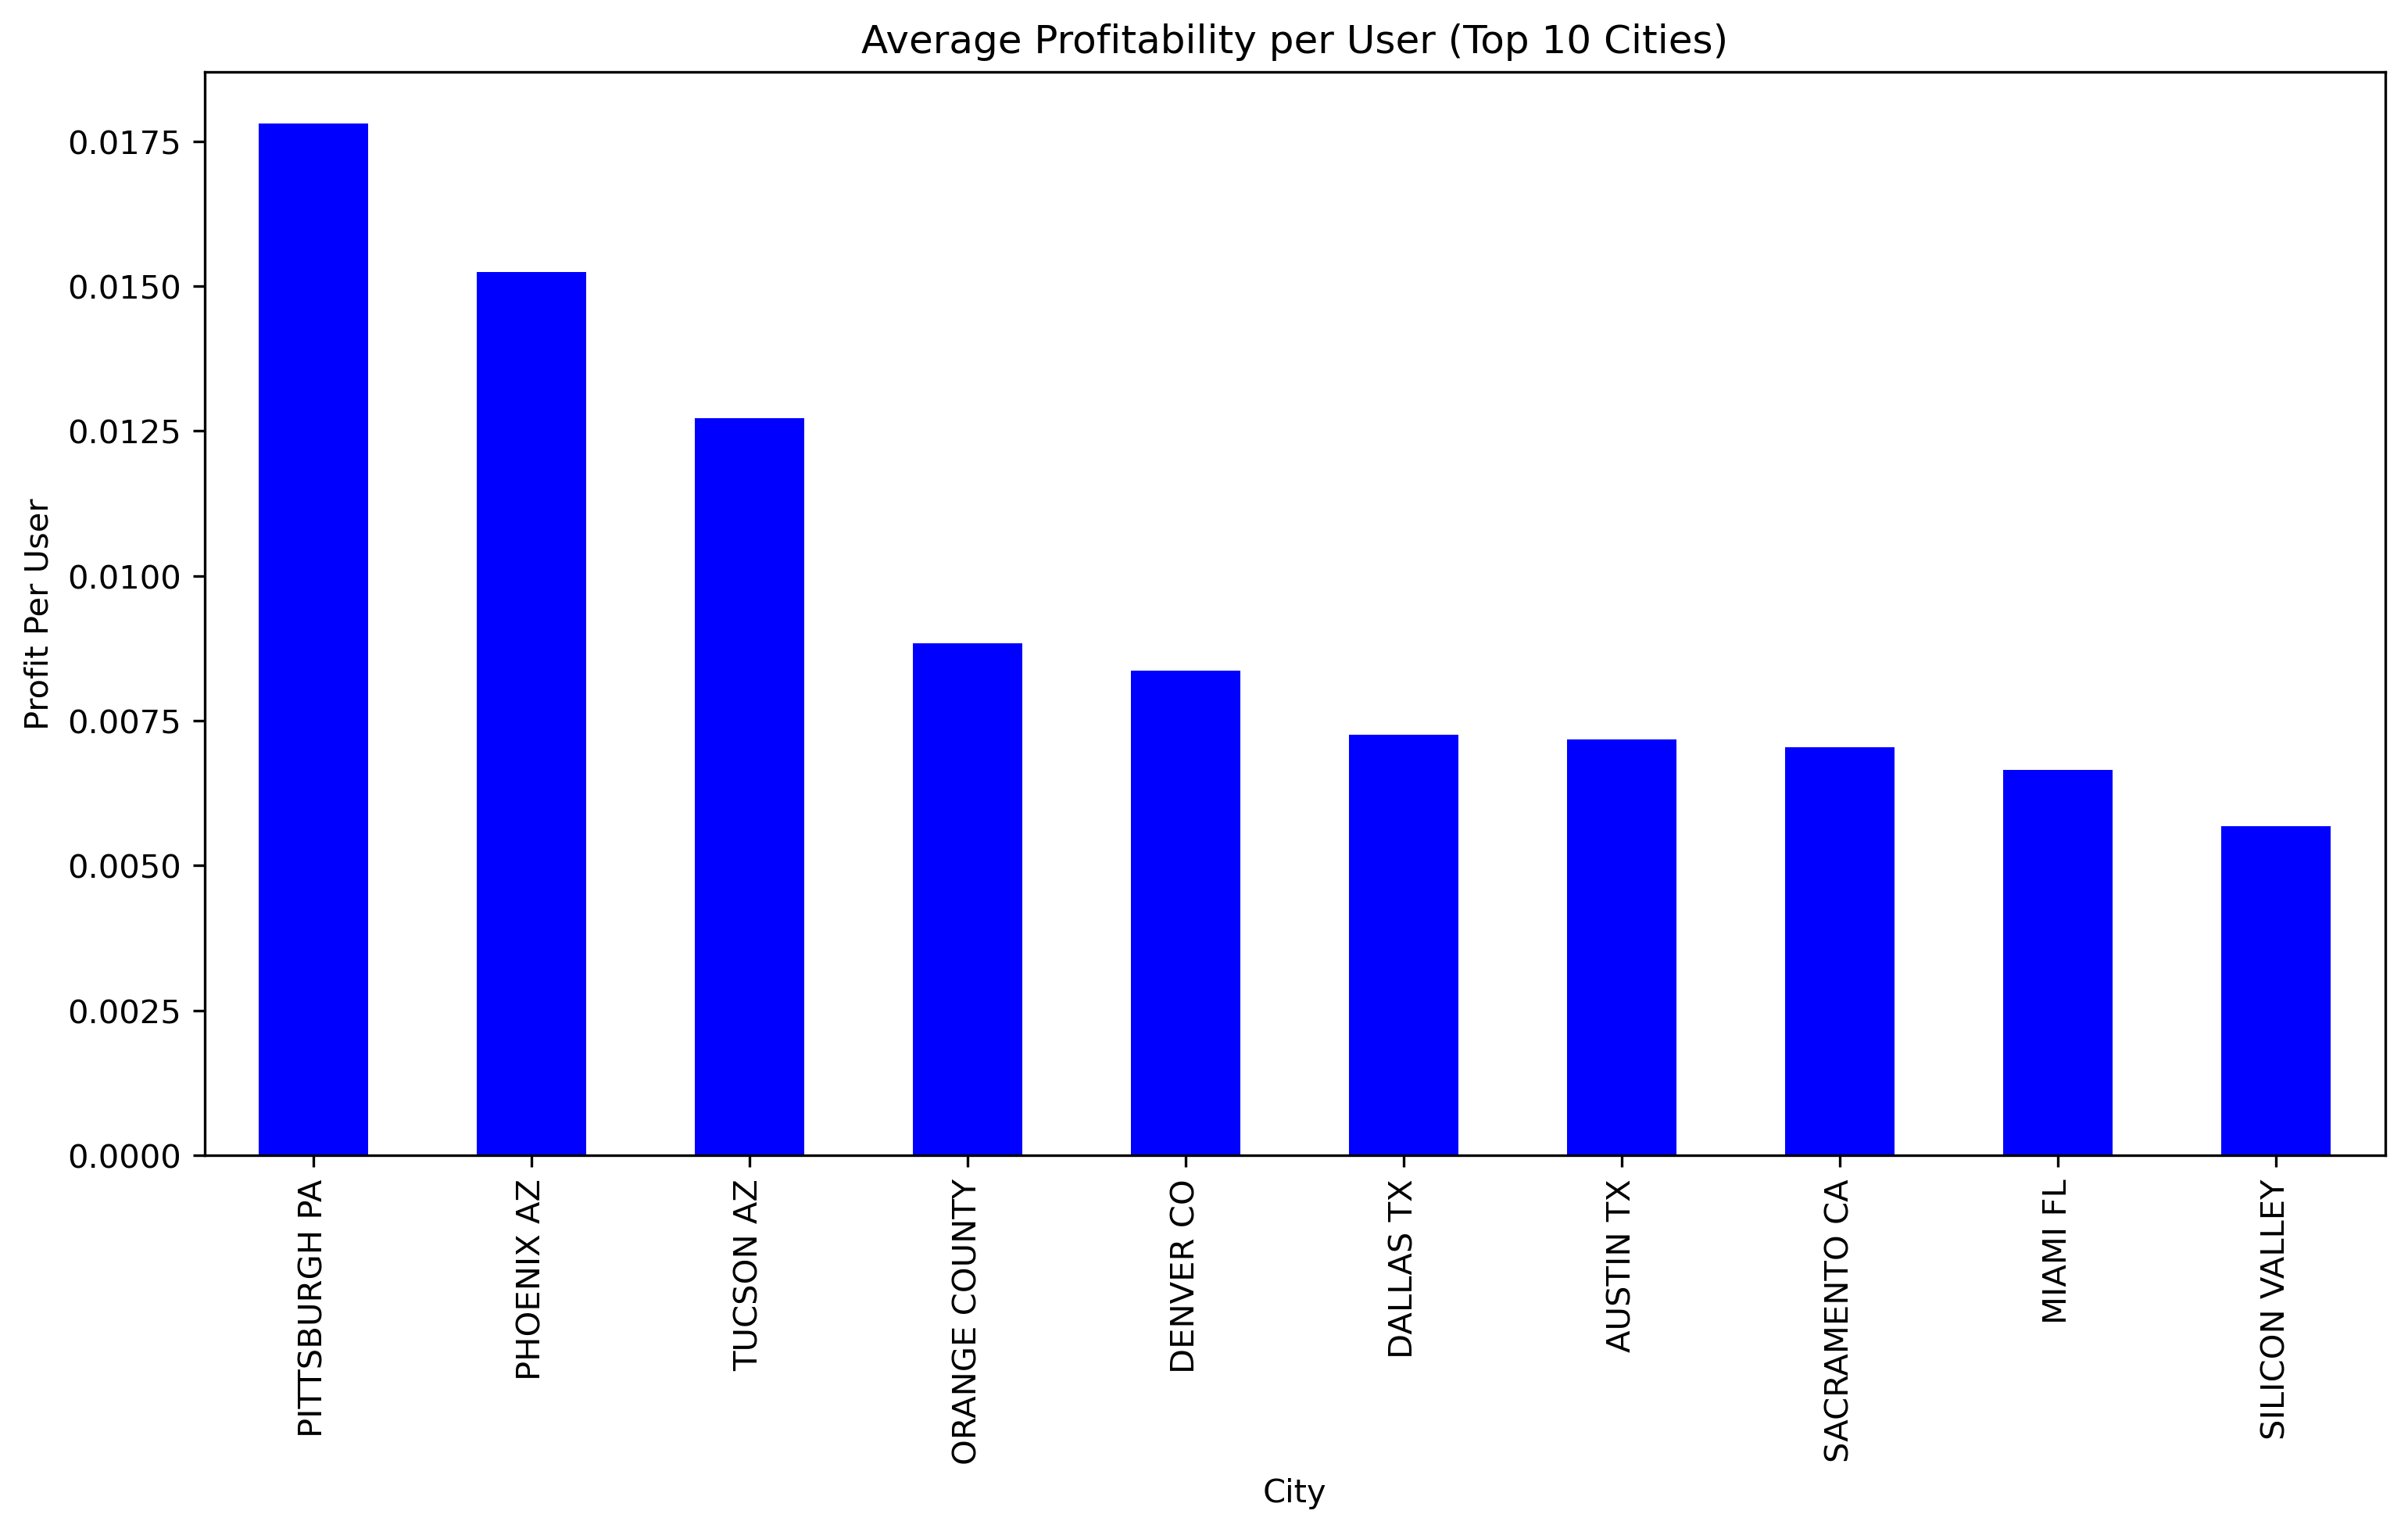 Average Profitability per User (Top 10 Cities)
Profit Per User
0.0175
0.0150
0.0125
0.0100
0.0075
0.0050
0.0025
0.0000
PITTSBURGH PA
PHOENIX AZ
TUCSON AZ
ORANGE COUNTY
DENVER CO
DALLAS TX
AUSTIN TX
SACRAMENTO CA
MIAMI FL
SILICON VALLEY
City